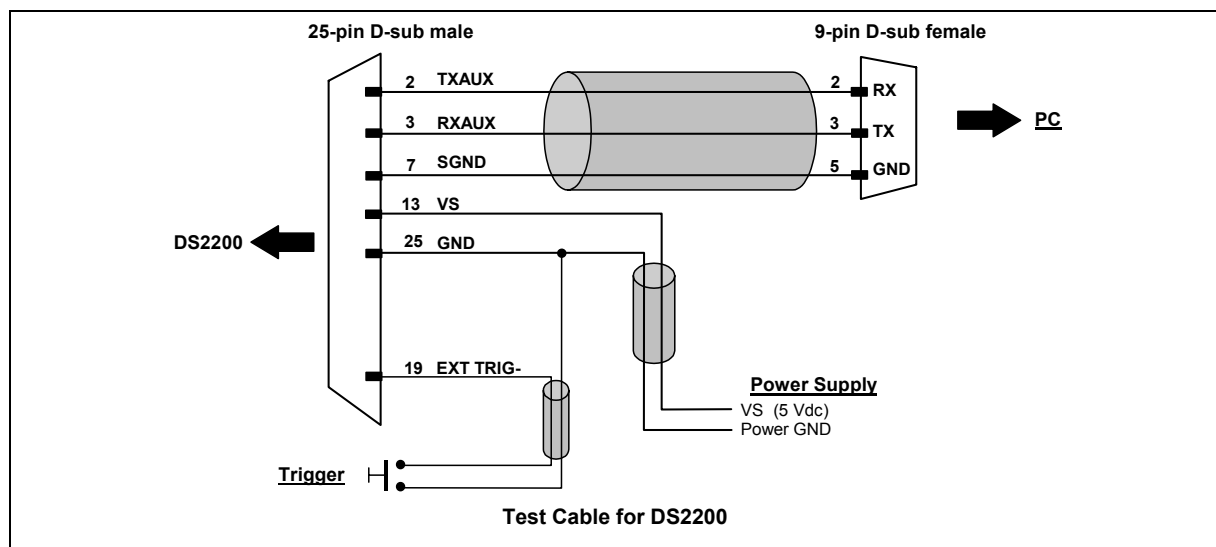 25-pin D-sub male
9-pin D-sub female
2 TXAUX
2 RX
3 RXAUX
3 TX
PC
7 SGND
5 GND
13 VS
DS2200
25 GND
19 EXT TRIG-
Power Supply
VS (5 Vdc)
Power GND
Trigger
Test Cable for DS2200